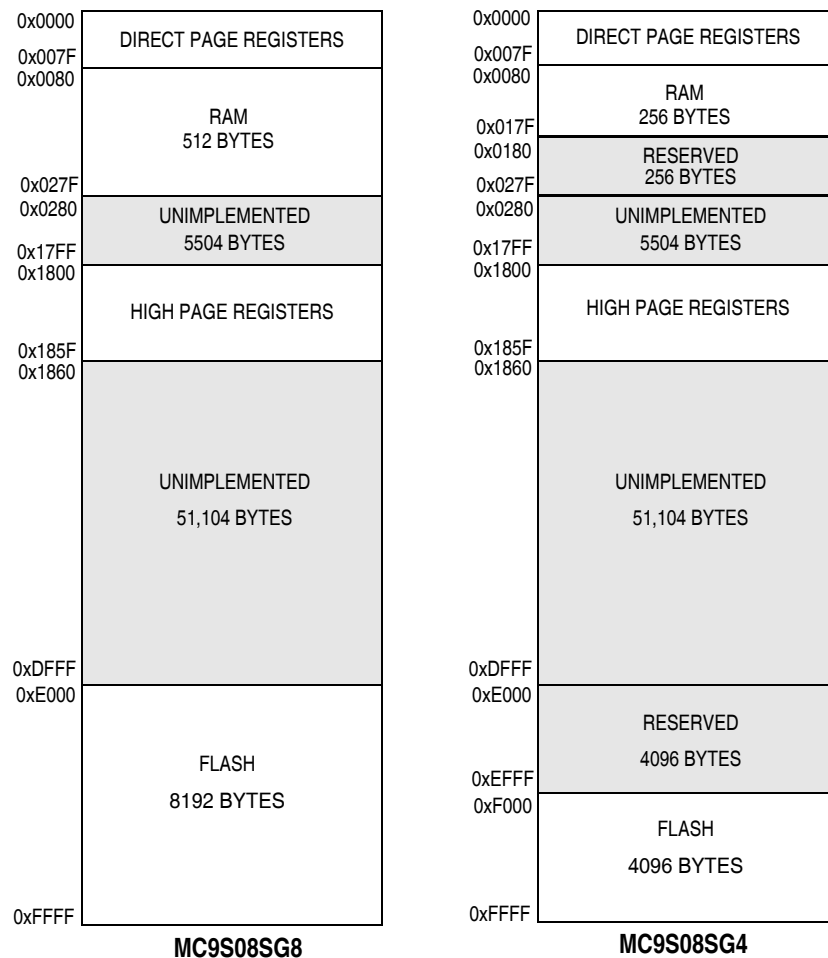 0x0000
DIRECT PAGE REGISTERS
0x007F
0x0080
RAM
512 BYTES
0x027F
0x0280
UNIMPLEMENTED
5504 BYTES
0x17FF
0x1800
HIGH PAGE REGISTERS
0x185F
0x1860
UNIMPLEMENTED
51,104 BYTES
0xDFFF
0xE000
FLASH
8192 BYTES
0xFFFF
MC9S08SG8
0x0000
DIRECT PAGE REGISTERS
0x007F
0x0080
RAM
256 BYTES
0x017F
0x0180
RESERVED
256 BYTES
0x027F
0x0280
UNIMPLEMENTED
5504 BYTES
0x17FF
0x1800
HIGH PAGE REGISTERS
0x185F
0x1860
UNIMPLEMENTED
51,104 BYTES
0xDFFF
0xE000
RESERVED
4096 BYTES
0xEFFF
0xF000
FLASH
4096 BYTES
0xFFFF
MC9S08SG4